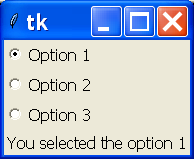 tk
Option 1
Option 2
Option 3
You selected the option 1